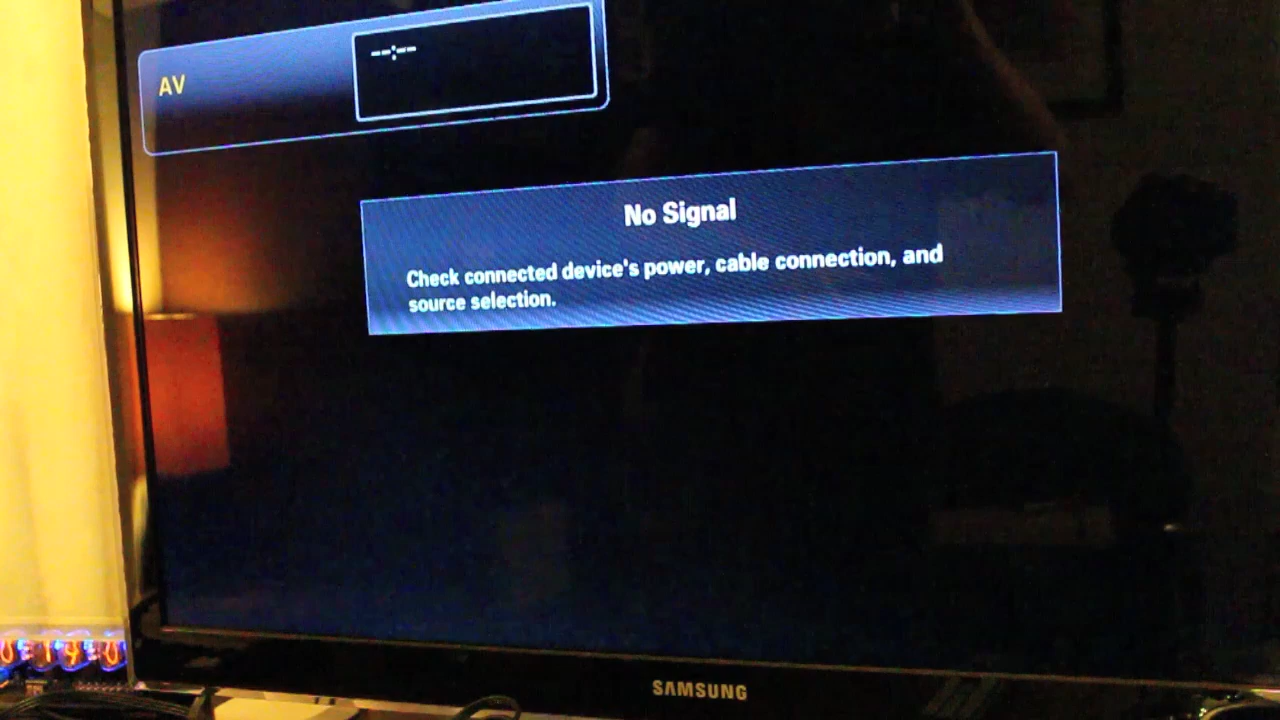 AV
--:--
No Signal
Check connected device's power, cable connection, and
source selection.
SAMSUNG